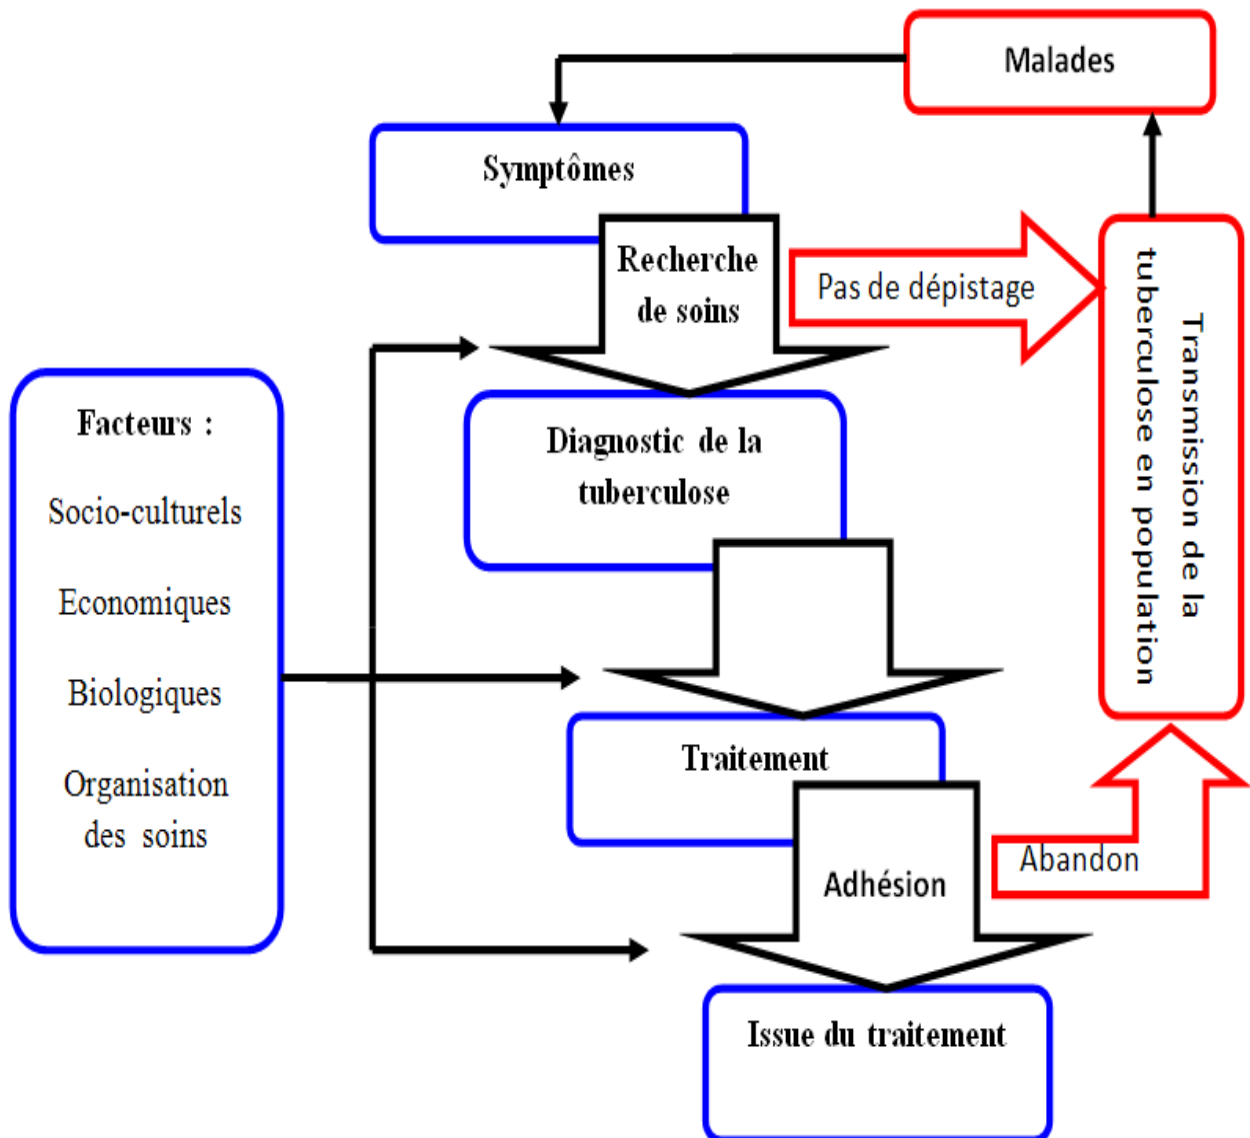 Malades
Symptômes
Recherche
de soins
Pas de dépistage
Transmission de la
tuberculose en population
Facteurs :
Socio-culturels
Economiques
Biologiques
Organisation
des soins
Diagnostic de la
tuberculose
Traitement
Adhésion
Abandon
Issue du traitement